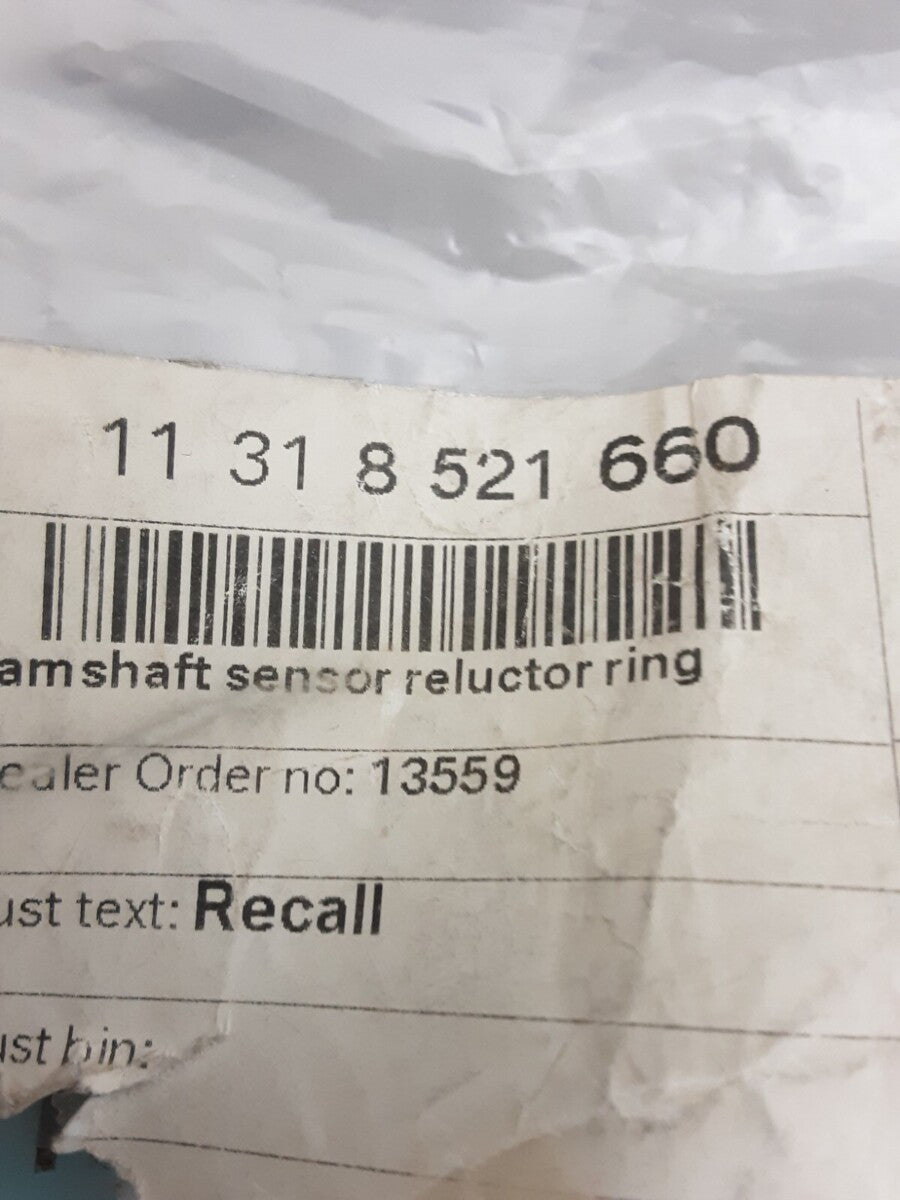 11 31 8 521 660
amshaft sensor reluctor ring
ealer Order no: 13559
ust text: Recall
ust bin: